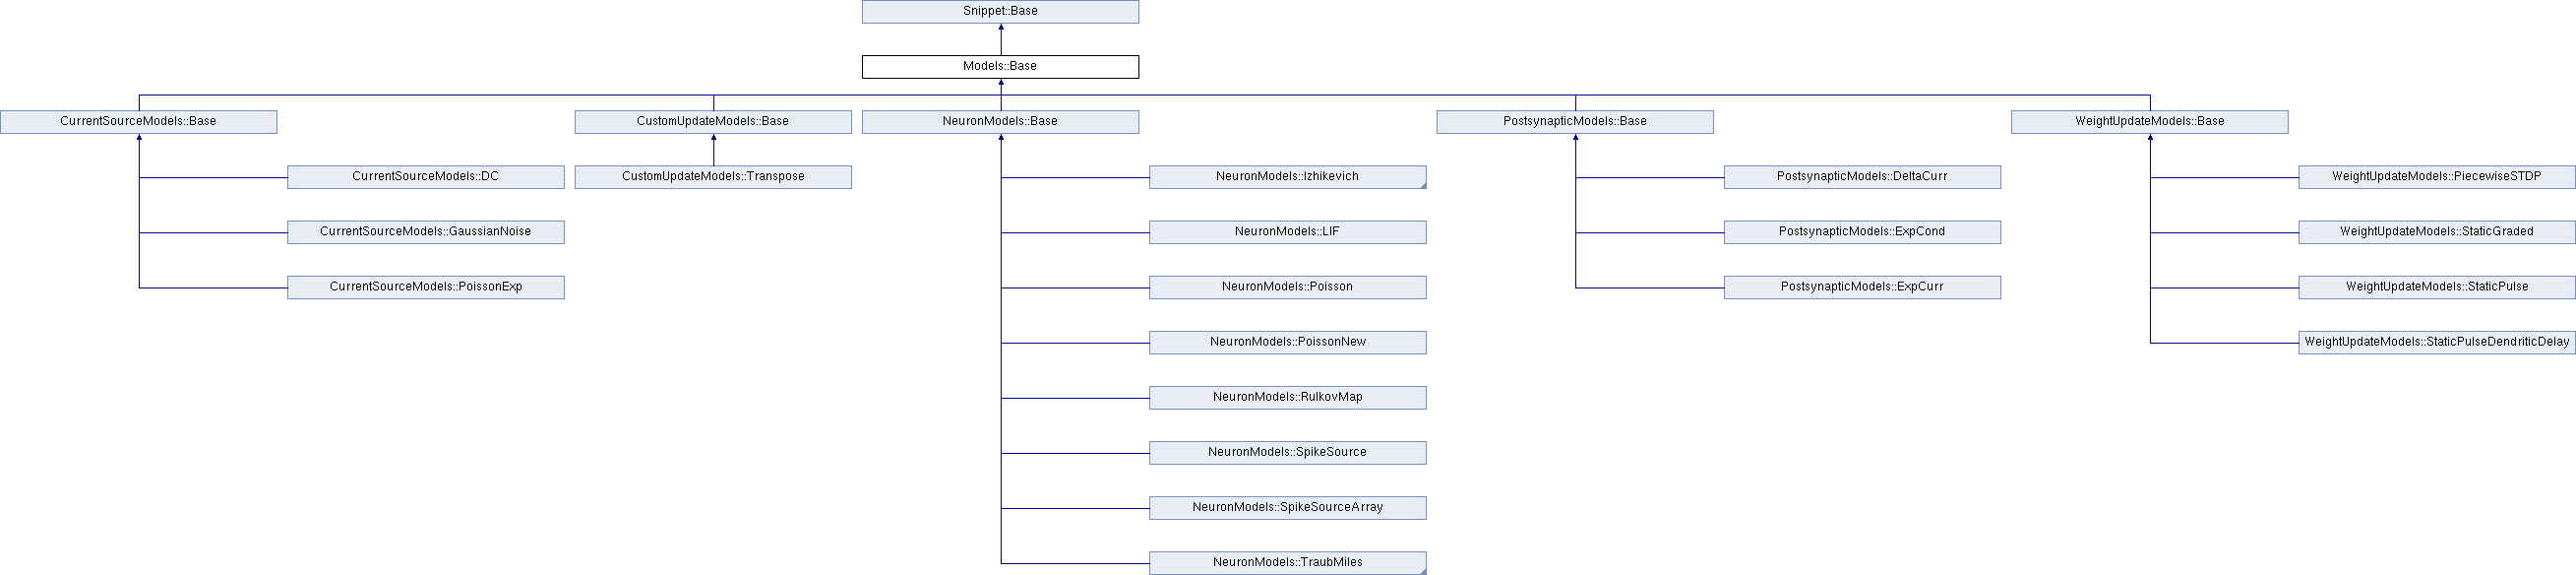 Snippet::Base
Models::Base
CurrentSourceModels::Base
CustomUpdateModels::Base
NeuronModels::Base
PostsynapticModels::Base
WeightUpdateModels::Base
CurrentSourceModels::DC
CustomUpdateModels::Transpose
NeuronModels::Izhikevich
PostsynapticModels::DeltaCurr
WeightUpdateModels::PiecewiseSTDP
CurrentSourceModels::GaussianNoise
NeuronModels::LIF
PostsynapticModels::ExpCond
WeightUpdateModels::StaticGraded
CurrentSourceModels::PoissonExp
NeuronModels::Poisson
PostsynapticModels::ExpCurr
WeightUpdateModels::StaticPulse
NeuronModels::PoissonNew
WeightUpdateModels::StaticPulseDendriticDelay
NeuronModels::RulkovMap
NeuronModels::SpikeSource
NeuronModels::SpikeSourceArray
NeuronModels::TraubMiles